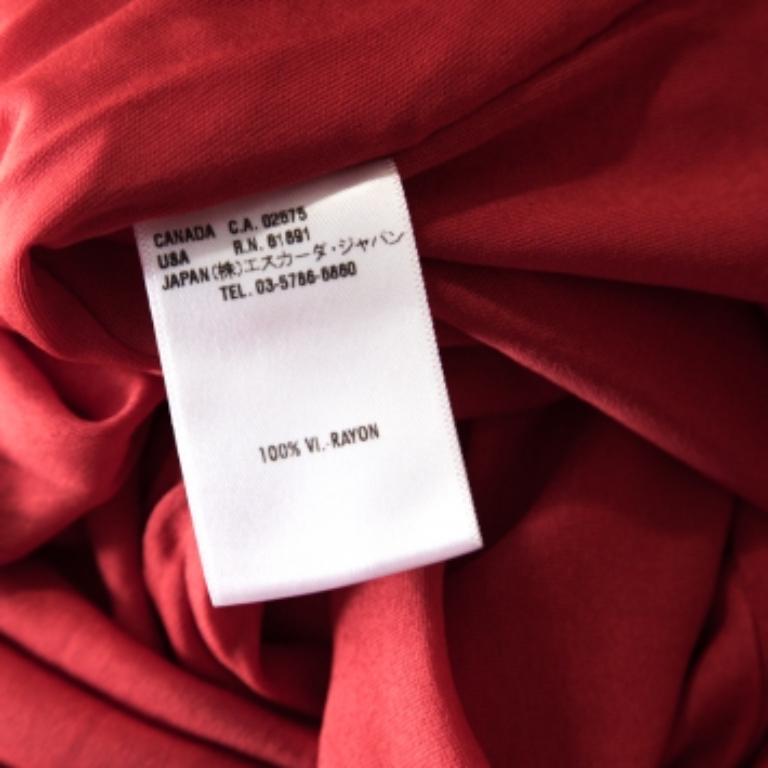 CANADA C.A. 02675
USA R.N. 81891
JAPAN(株)エスカーダ・ジャパン
TEL. 03-5786-6880
100% VI.-RAYON